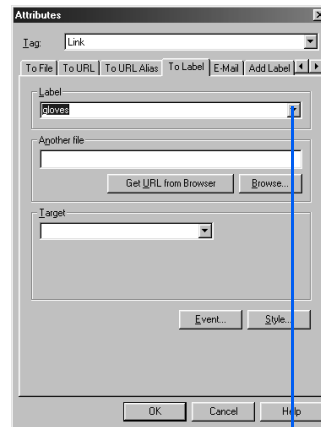 Attributes
Tag: Link
To File To URL To URL Alias To Label E-Mail Add Label
Label
gloves
Another file
Get URL from Browser Browse...
Target
Event... Style...
OK Cancel Help